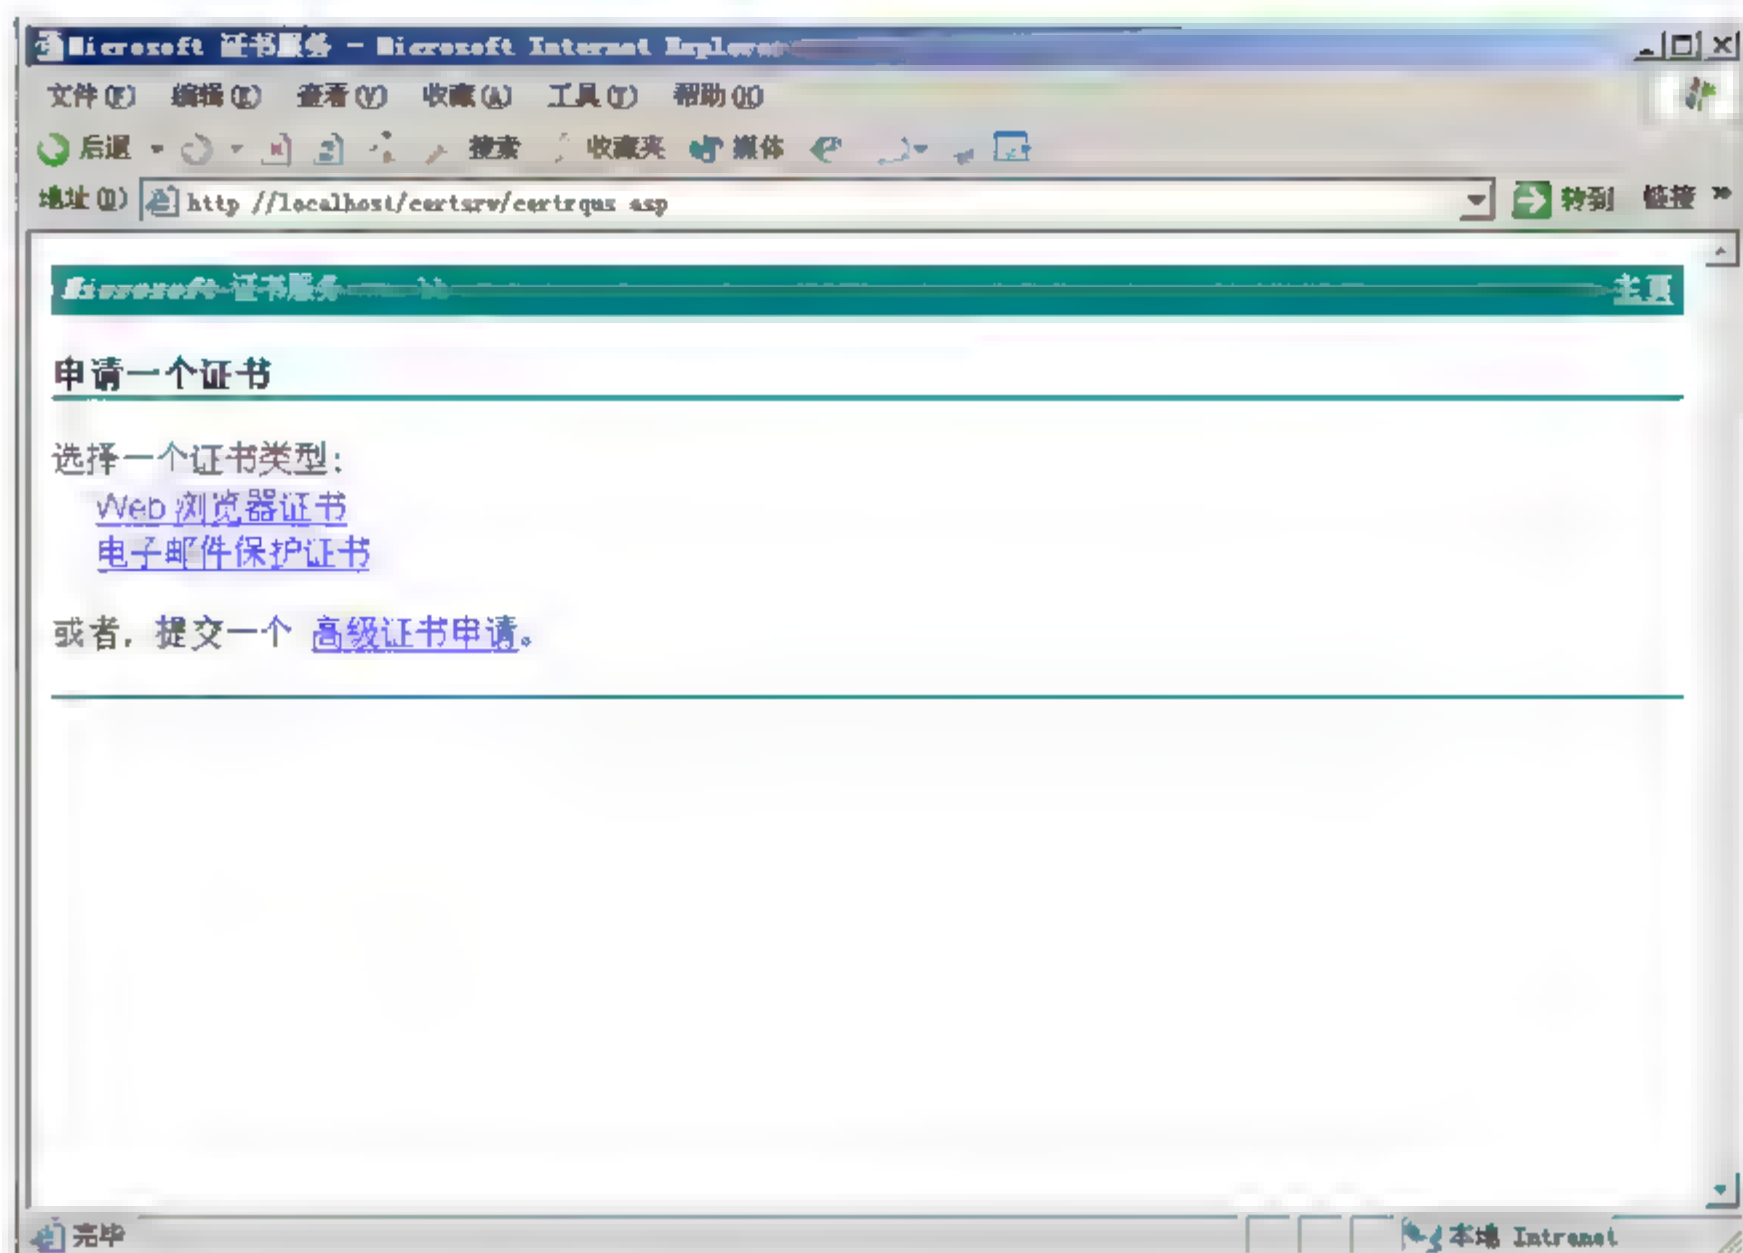 Microsoft 证书服务 - Microsoft Internet Explorer
文件(F) 编辑(E) 查看(V) 收藏(A) 工具(T) 帮助(H)
后退 搜索 收藏夹 媒体
地址(D) http //localhost/certsrv/certrqus asp 转到 链接 »
Microsoft 证书服务 主页
申请一个证书
选择一个证书类型：
Web 浏览器证书
电子邮件保护证书
或者，提交一个 高级证书申请。
完毕 本地 Intranet